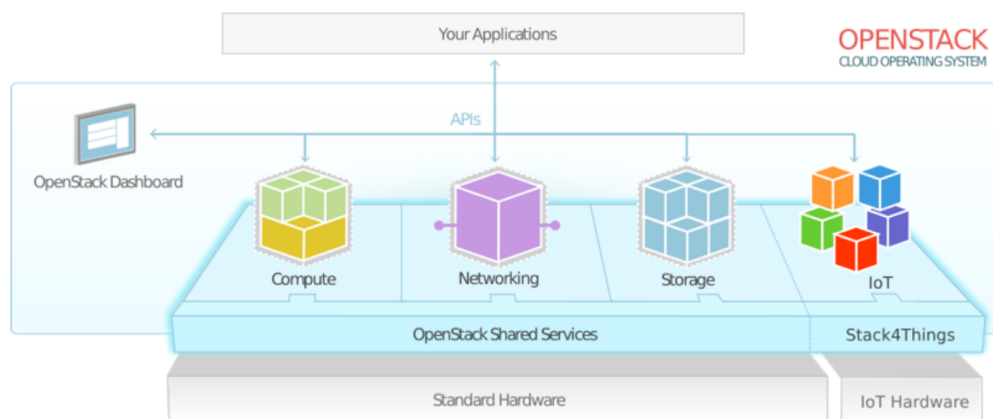 Your Applications
OPENSTACK
CLOUD OPERATING SYSTEM
APIs
OpenStack Dashboard
Compute
Networking
Storage
IoT
OpenStack Shared Services
Stack4Things
Standard Hardware
IoT Hardware